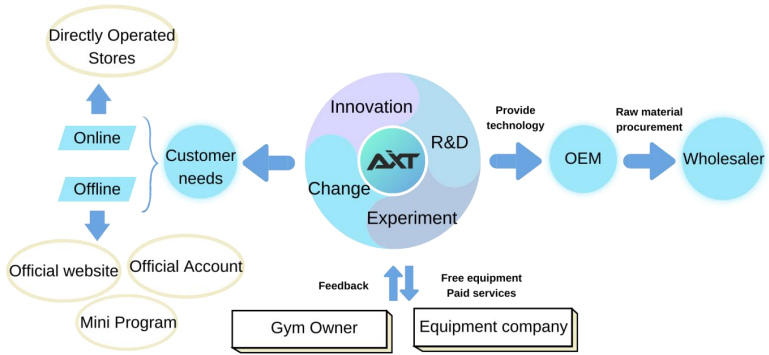 Directly Operated
Stores
Online
Offline
Customer
needs
Official website
Official Account
Mini Program
Innovation
R&D
AXT
Change
Experiment
Provide
technology
OEM
Raw material
procurement
Wholesaler
Feedback
Free equipment
Paid services
Gym Owner
Equipment company